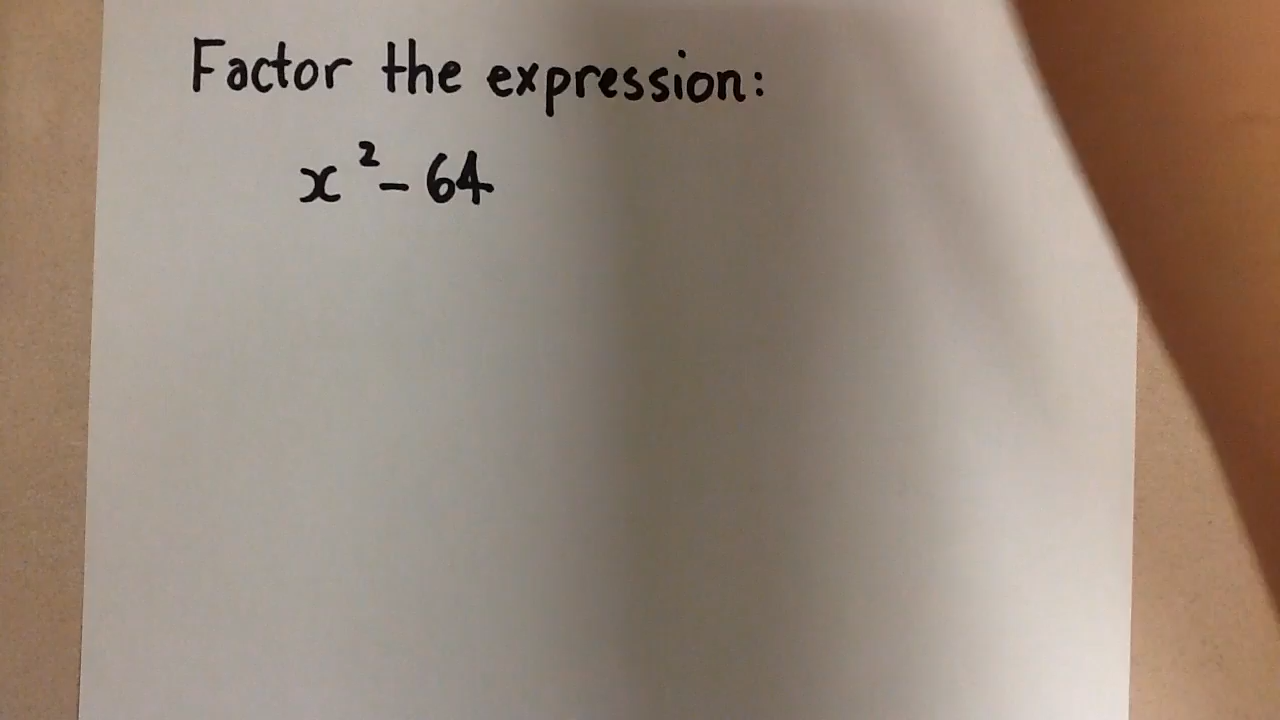 Factor the expression:
x² - 64